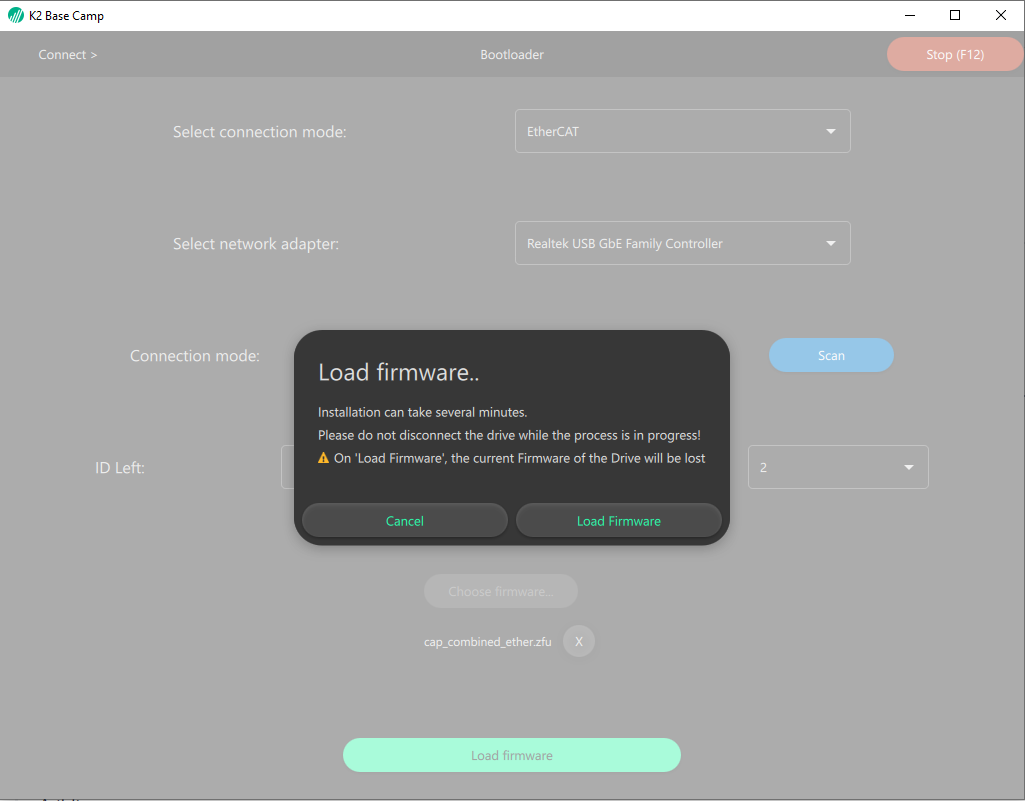 K2 Base Camp
Connect >
Bootloader
Stop (F12)
Select connection mode:
EtherCAT
Select network adapter:
Realtek USB GbE Family Controller
Connection mode:
Scan
Load firmware..
Installation can take several minutes.
Please do not disconnect the drive while the process is in progress!
⚠ On 'Load Firmware', the current Firmware of the Drive will be lost
Cancel
Load Firmware
ID Left:
2
Choose firmware...
cap_combined_ether.zfu
X
Load firmware